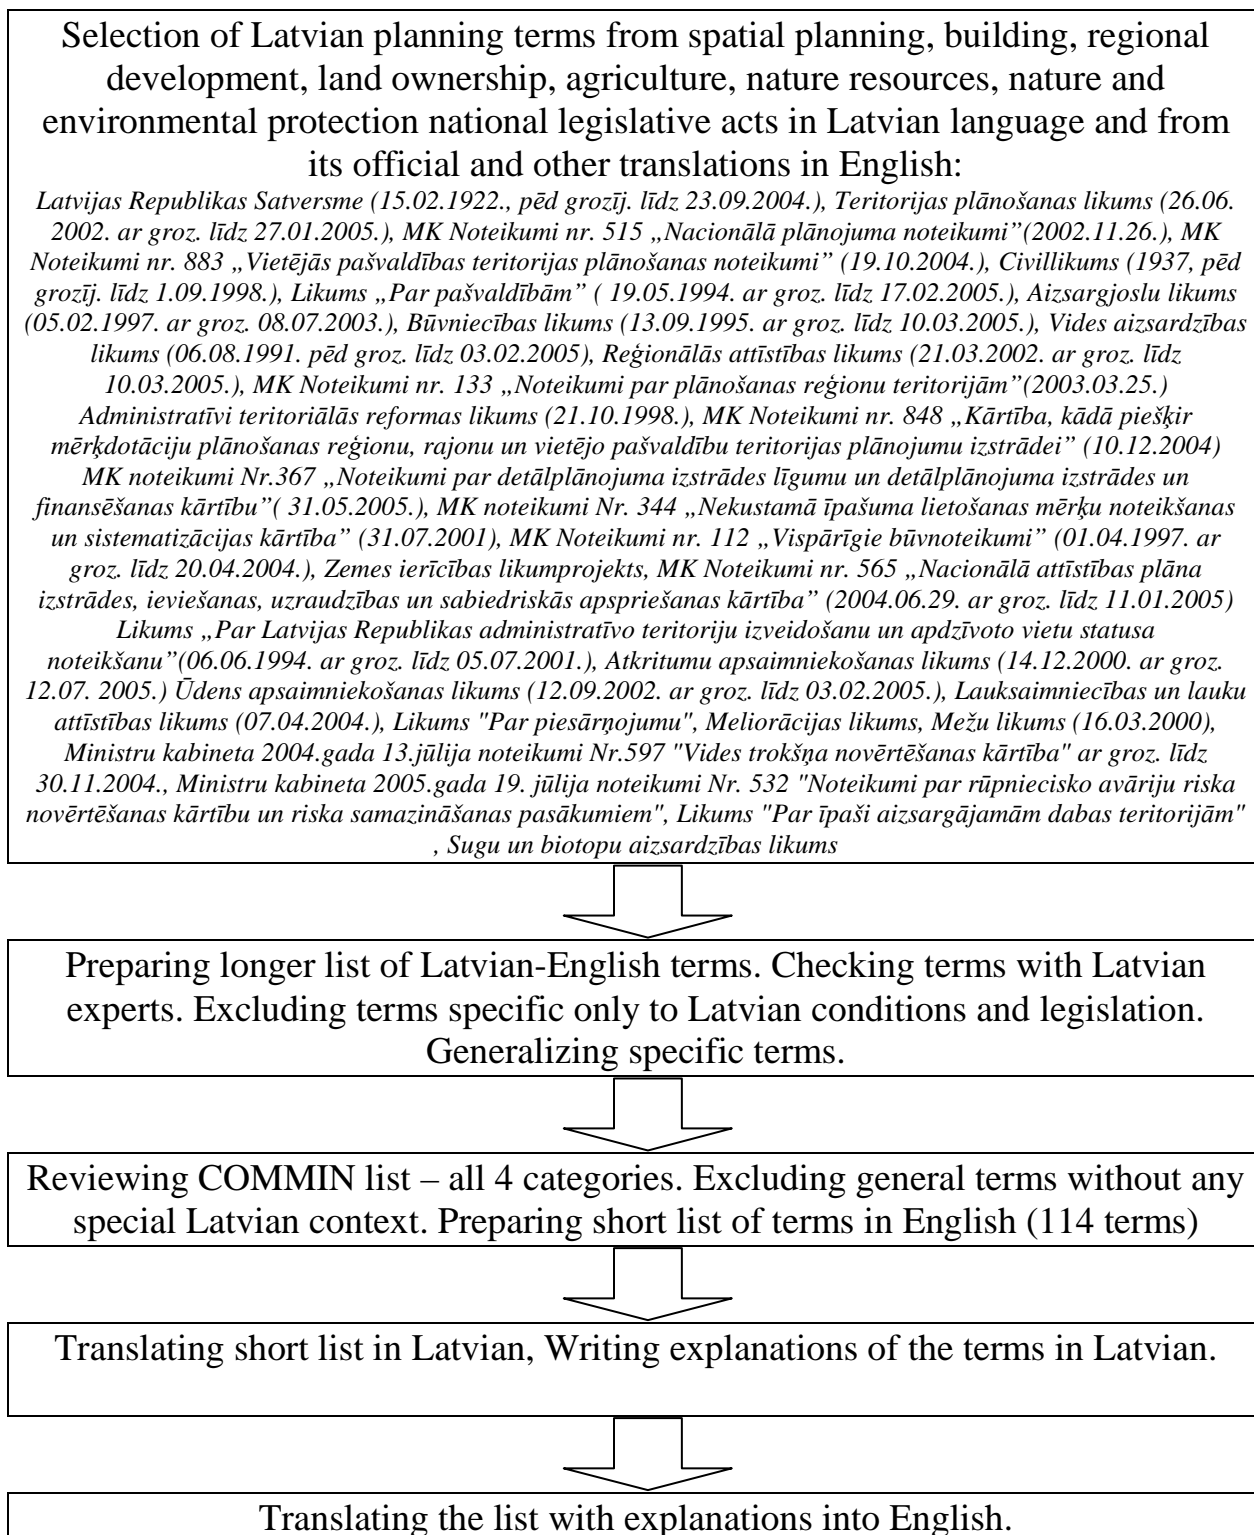 Selection of Latvian planning terms from spatial planning, building, regional
development, land ownership, agriculture, nature resources, nature and
environmental protection national legislative acts in Latvian language and from
its official and other translations in English:
Latvijas Republikas Satversme (15.02.1922., pēd grozīj. līdz 23.09.2004.), Teritorijas plānošanas likums (26.06.
2002. ar groz. līdz 27.01.2005.), MK Noteikumi nr. 515 „Nacionālā plānojuma noteikumi”(2002.11.26.), MK
Noteikumi nr. 883 „Vietējās pašvaldības teritorijas plānošanas noteikumi” (19.10.2004.), Civillikums (1937, pēd
grozīj. līdz 1.09.1998.), Likums „Par pašvaldībām” ( 19.05.1994. ar groz. līdz 17.02.2005.), Aizsargjoslu likums
(05.02.1997. ar groz. 08.07.2003.), Būvniecības likums (13.09.1995. ar groz. līdz 10.03.2005.), Vides aizsardzības
likums (06.08.1991. pēd groz. līdz 03.02.2005), Reģionālās attīstības likums (21.03.2002. ar groz. līdz
10.03.2005.), MK Noteikumi nr. 133 „Noteikumi par plānošanas reģionu teritorijām”(2003.03.25.)
Administratīvi teritoriālās reformas likums (21.10.1998.), MK Noteikumi nr. 848 „Kārtība, kādā piešķir
mērķdotāciju plānošanas reģionu, rajonu un vietējo pašvaldību teritorijas plānojumu izstrādei” (10.12.2004)
MK noteikumi Nr.367 „Noteikumi par detālplānojuma izstrādes līgumu un detālplānojuma izstrādes un
finansēšanas kārtību”( 31.05.2005.), MK noteikumi Nr. 344 „Nekustamā īpašuma lietošanas mērķu noteikšanas
un sistematizācijas kārtība” (31.07.2001), MK Noteikumi nr. 112 „Vispārīgie būvnoteikumi” (01.04.1997. ar
groz. līdz 20.04.2004.), Zemes ierīcības likumprojekts, MK Noteikumi nr. 565 „Nacionālā attīstības plāna
izstrādes, ieviešanas, uzraudzības un sabiedriskās apspriešanas kārtība” (2004.06.29. ar groz. līdz 11.01.2005)
Likums „Par Latvijas Republikas administratīvo teritoriju izveidošanu un apdzīvoto vietu statusa
noteikšanu”(06.06.1994. ar groz. līdz 05.07.2001.), Atkritumu apsaimniekošanas likums (14.12.2000. ar groz.
12.07. 2005.) Ūdens apsaimniekošanas likums (12.09.2002. ar groz. līdz 03.02.2005.), Lauksaimniecības un lauku
attīstības likums (07.04.2004.), Likums "Par piesārņojumu", Meliorācijas likums, Mežu likums (16.03.2000),
Ministru kabineta 2004.gada 13.jūlija noteikumi Nr.597 "Vides trokšņa novērtēšanas kārtība" ar groz. līdz
30.11.2004., Ministru kabineta 2005.gada 19. jūlija noteikumi Nr. 532 "Noteikumi par rūpniecisko avāriju riska
novērtēšanas kārtību un riska samazināšanas pasākumiem", Likums "Par īpaši aizsargājamām dabas teritorijām"
, Sugu un biotopu aizsardzības likums
Preparing longer list of Latvian-English terms. Checking terms with Latvian
experts. Excluding terms specific only to Latvian conditions and legislation.
Generalizing specific terms.
Reviewing COMMIN list – all 4 categories. Excluding general terms without any
special Latvian context. Preparing short list of terms in English (114 terms)
Translating short list in Latvian, Writing explanations of the terms in Latvian.
Translating the list with explanations into English.